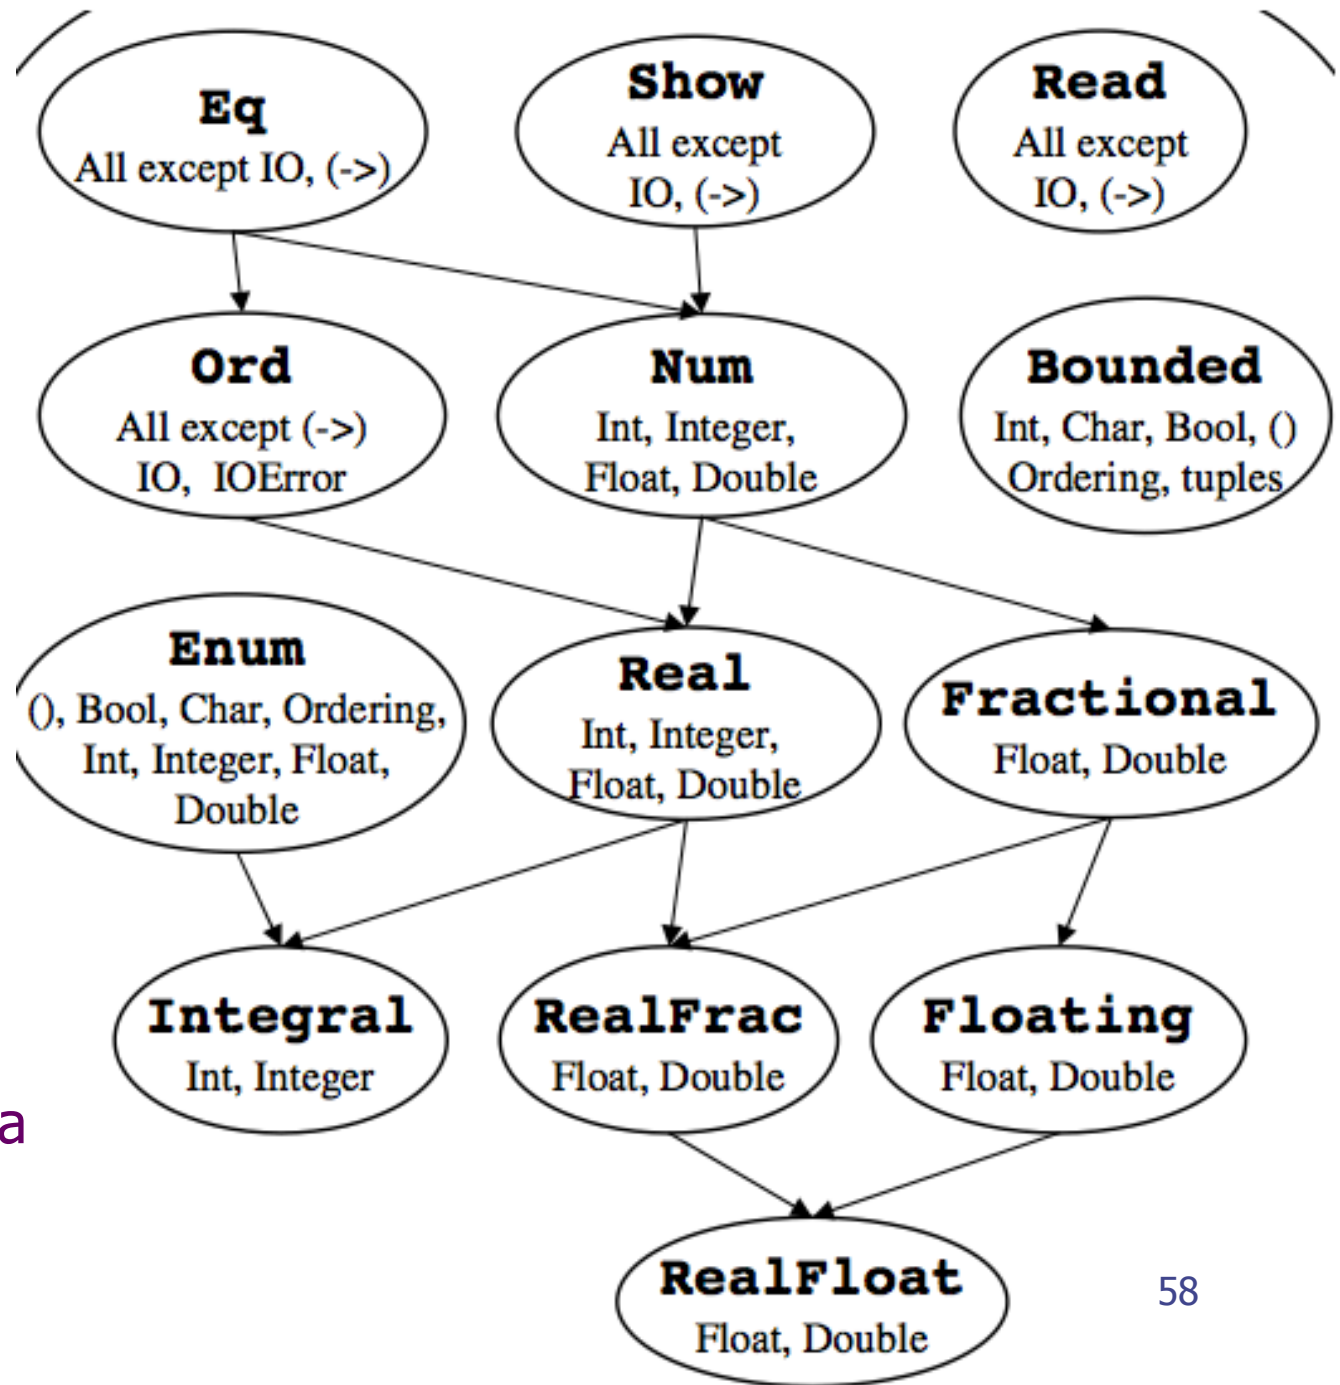 Eq
All except IO, (->)
Show
All except
IO, (->)
Read
All except
IO, (->)
Ord
All except (->)
IO, IOError
Num
Int, Integer,
Float, Double
Bounded
Int, Char, Bool, ()
Ordering, tuples
Enum
(), Bool, Char, Ordering,
Int, Integer, Float,
Double
Real
Int, Integer,
Float, Double
Fractional
Float, Double
Integral
Int, Integer
RealFrac
Float, Double
Floating
Float, Double
a
RealFloat
Float, Double
58